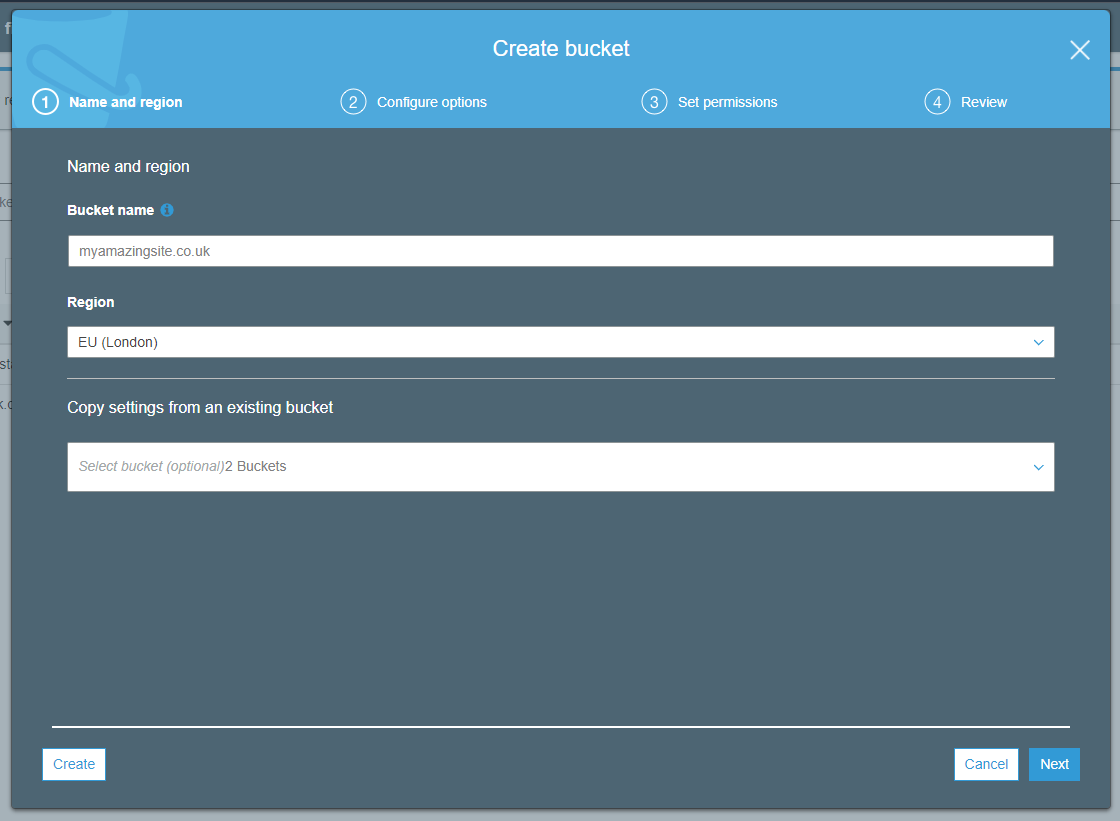 Create bucket
1 Name and region 2 Configure options 3 Set permissions 4 Review
Name and region
Bucket name
myamazingsite.co.uk
Region
EU (London)
Copy settings from an existing bucket
Select bucket (optional)2 Buckets
Create Cancel Next